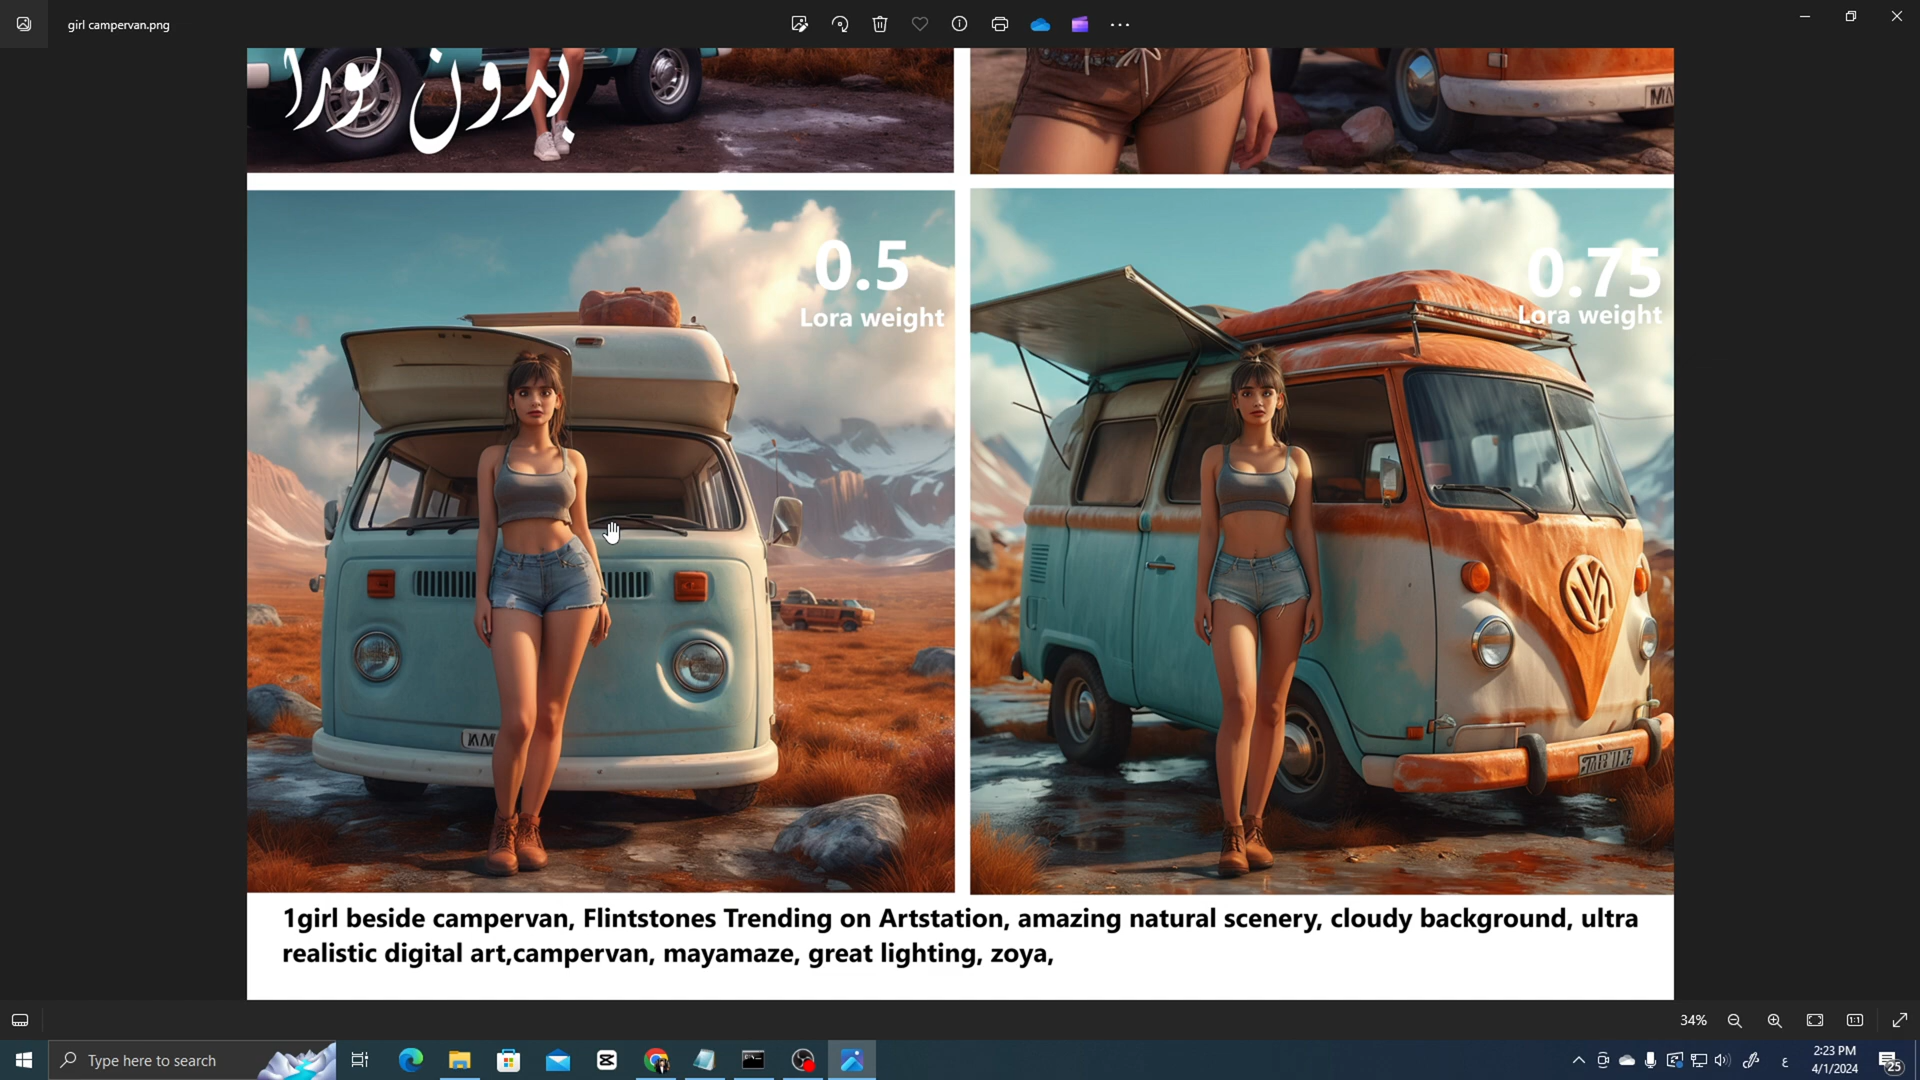 girl campervan.png
بدون لورا
0.5
Lora weight
0.75
Lora weight
1girl beside campervan, Flintstones Trending on Artstation, amazing natural scenery, cloudy background, ultra
realistic digital art,campervan, mayamaze, great lighting, zoya,
34%
Type here to search
ع
2:23 PM
4/1/2024
25